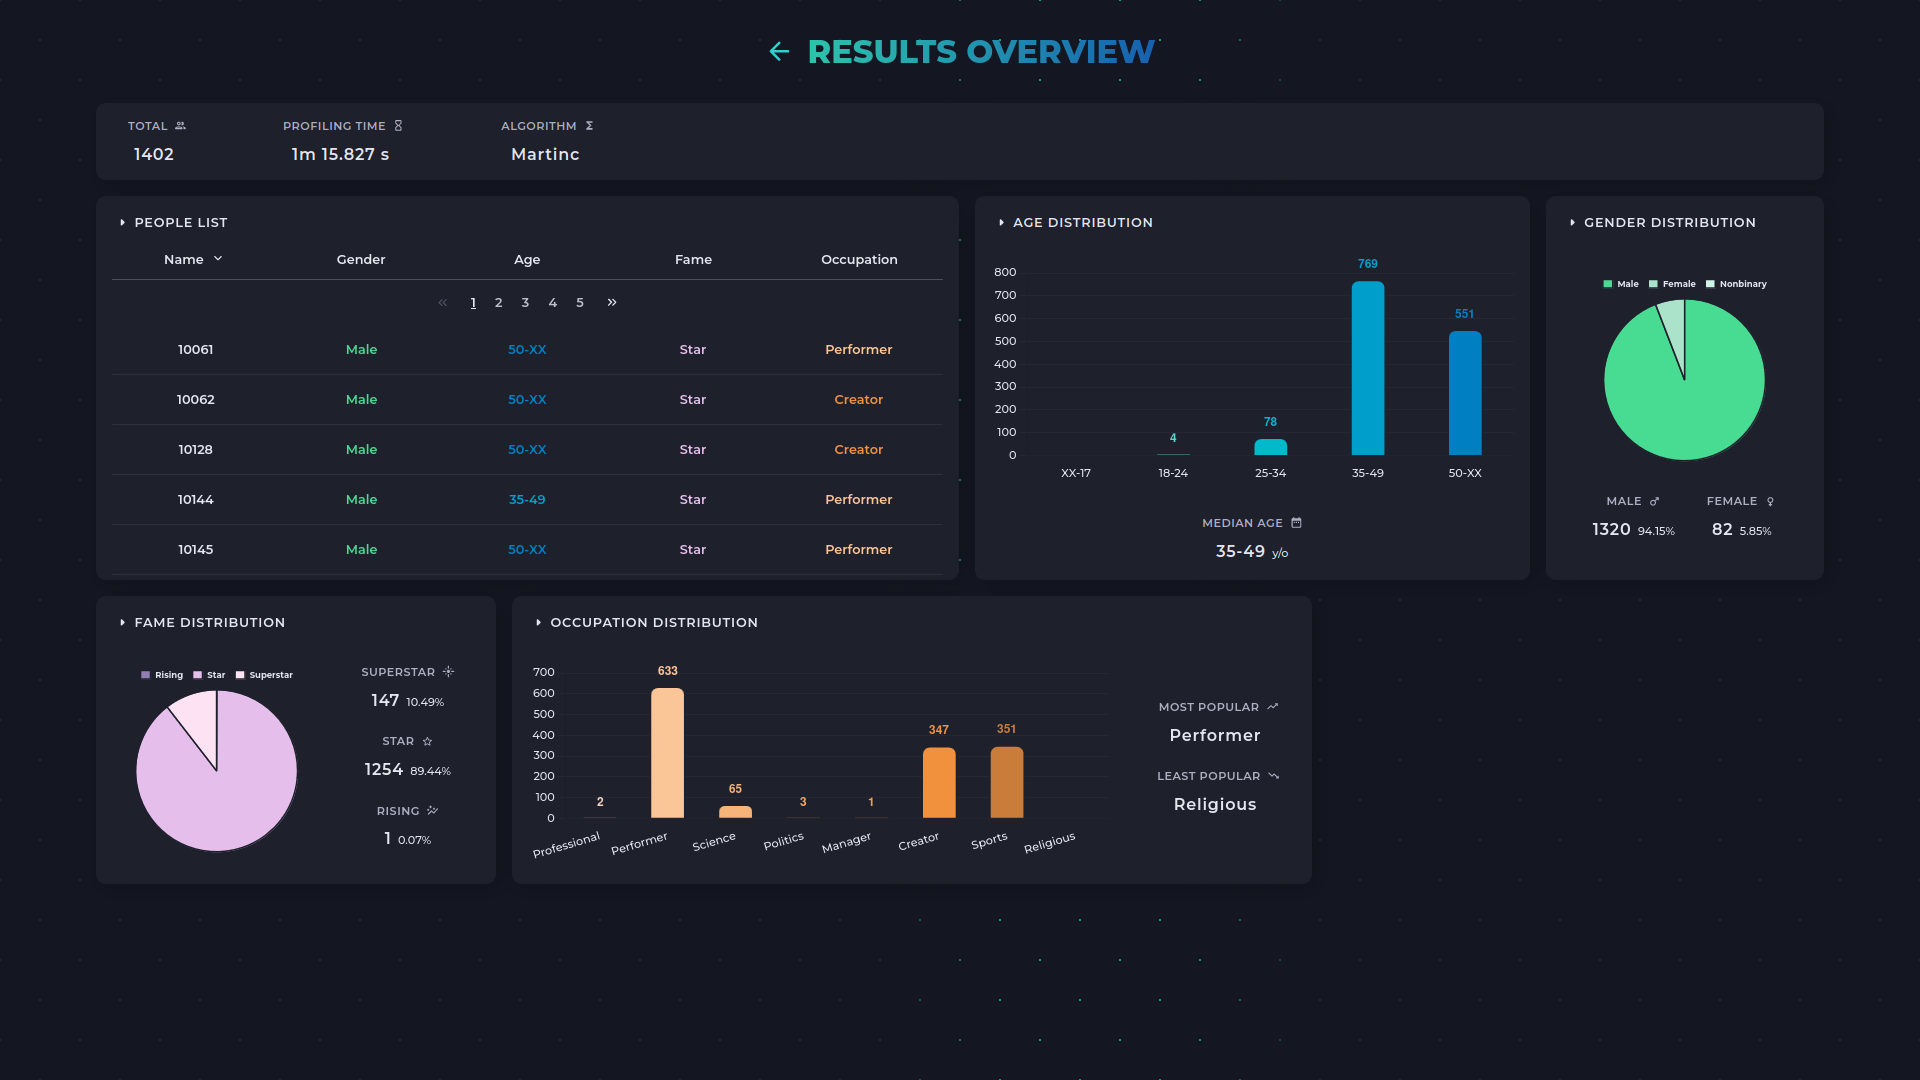 RESULTS OVERVIEW
TOTAL
1402
PROFILING TIME
1m 15.827 s
ALGORITHM
Martinc
PEOPLE LIST
Name Gender Age Fame Occupation
« 1 2 3 4 5 »
10061 Male 50-XX Star Performer
10062 Male 50-XX Star Creator
10128 Male 50-XX Star Creator
10144 Male 35-49 Star Performer
10145 Male 50-XX Star Performer
AGE DISTRIBUTION
800
700
600
500
400
300
200
100
0
4
78
769
551
XX-17 18-24 25-34 35-49 50-XX
MEDIAN AGE
35-49 y/o
GENDER DISTRIBUTION
Male Female Nonbinary
MALE
1320 94.15%
FEMALE
82 5.85%
FAME DISTRIBUTION
Rising Star Superstar
SUPERSTAR
147 10.49%
STAR
1254 89.44%
RISING
1 0.07%
OCCUPATION DISTRIBUTION
700
600
500
400
300
200
100
0
2
633
65
3
1
347
351
Professional Performer Science Politics Manager Creator Sports Religious
MOST POPULAR
Performer
LEAST POPULAR
Religious